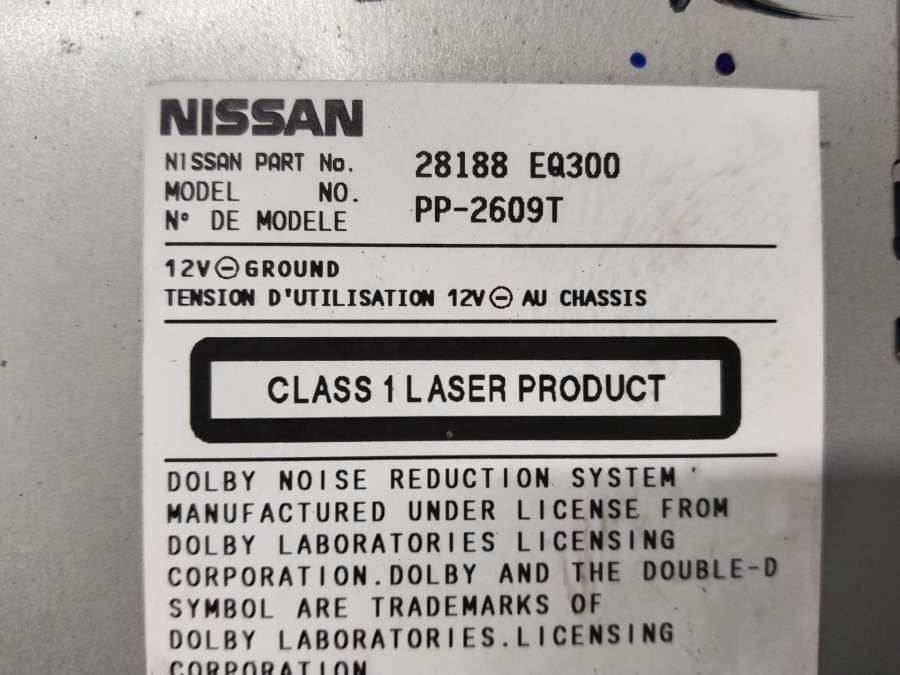 NISSAN
NISSAN PART No. 28188 EQ300
MODEL NO. PP-2609T
N° DE MODELE
12V⊖GROUND
TENSION D'UTILISATION 12V⊖ AU CHASSIS
CLASS 1 LASER PRODUCT
DOLBY NOISE REDUCTION SYSTEM
MANUFACTURED UNDER LICENSE FROM
DOLBY LABORATORIES LICENSING
CORPORATION.DOLBY AND THE DOUBLE-D
SYMBOL ARE TRADEMARKS OF
DOLBY LABORATORIES.LICENSING
CORPORATION